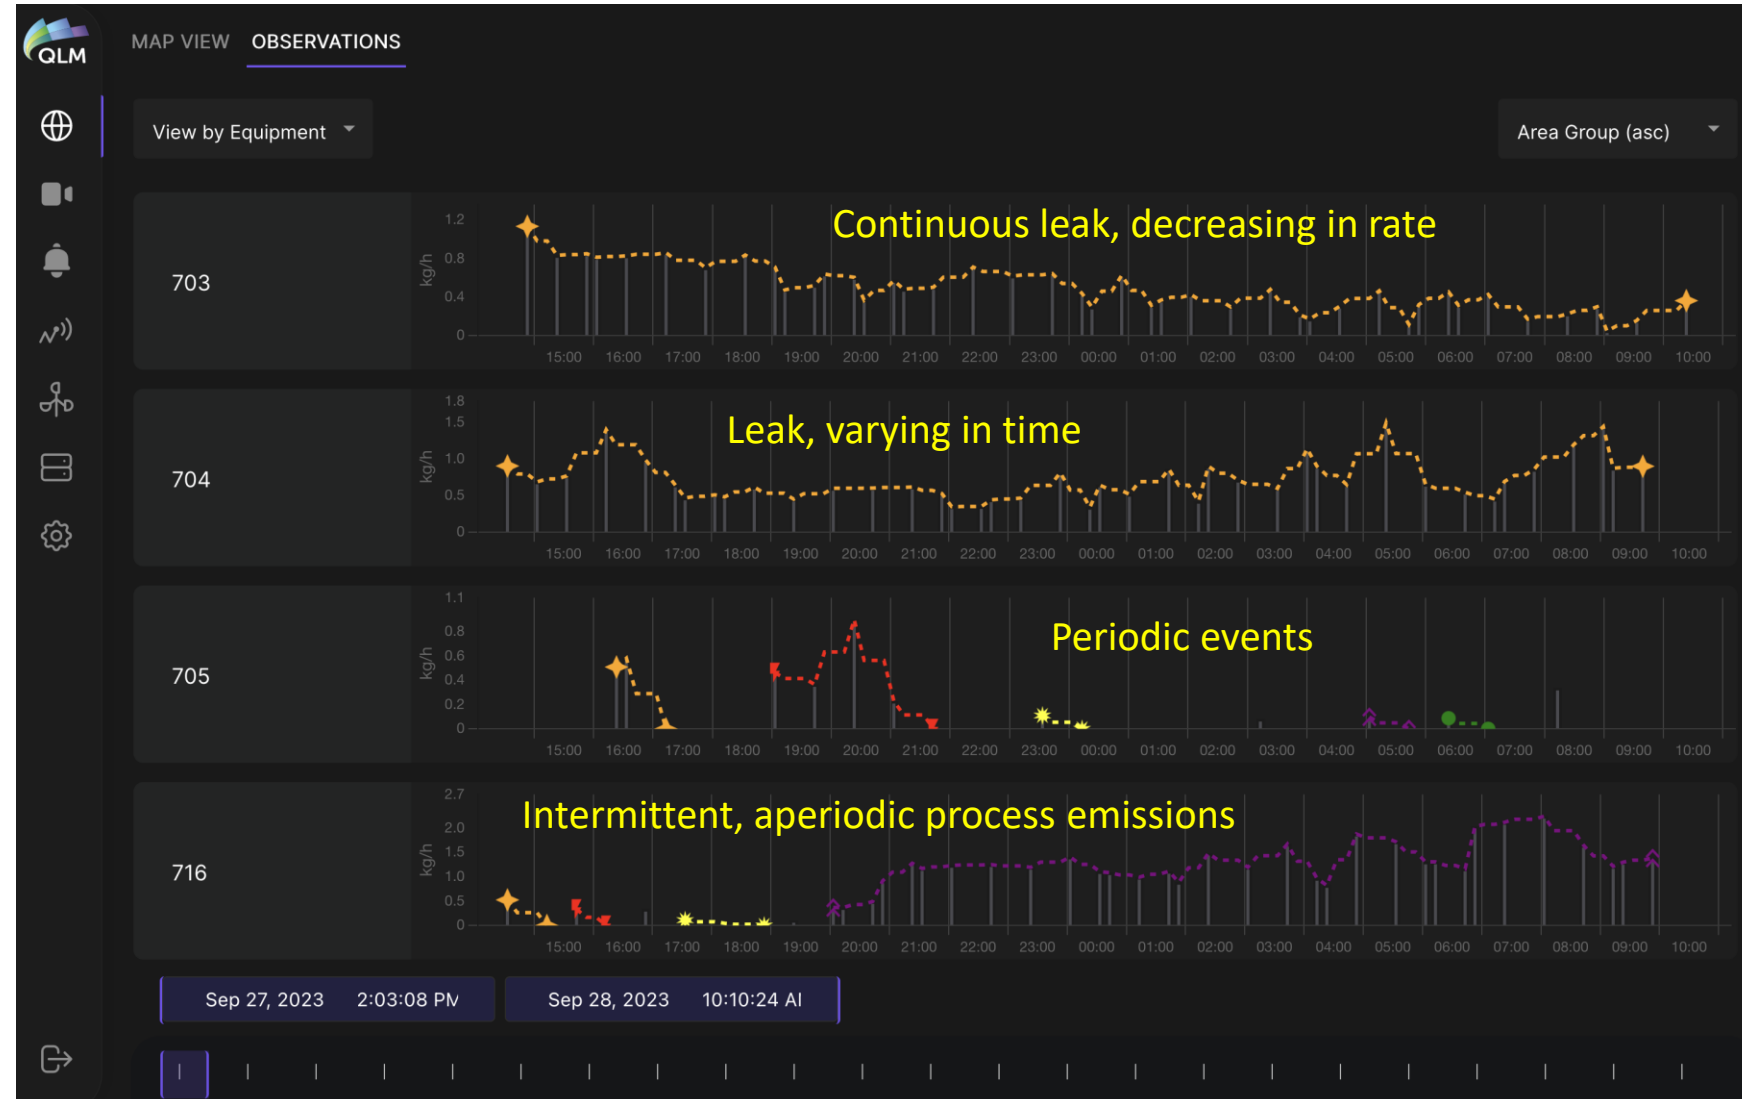 QLM
MAP VIEW OBSERVATIONS
View by Equipment
Area Group (asc)
703
kg/h
1.2
0.8
0.4
0
Continuous leak, decreasing in rate
15:00 16:00 17:00 18:00 19:00 20:00 21:00 22:00 23:00 00:00 01:00 02:00 03:00 04:00 05:00 06:00 07:00 08:00 09:00 10:00
704
kg/h
1.8
1.5
1.0
0.5
0
Leak, varying in time
15:00 16:00 17:00 18:00 19:00 20:00 21:00 22:00 23:00 00:00 01:00 02:00 03:00 04:00 05:00 06:00 07:00 08:00 09:00 10:00
705
kg/h
1.1
0.8
0.6
0.4
0.2
0
Periodic events
15:00 16:00 17:00 18:00 19:00 20:00 21:00 22:00 23:00 00:00 01:00 02:00 03:00 04:00 05:00 06:00 07:00 08:00 09:00 10:00
716
kg/h
2.7
2.0
1.5
1.0
0.5
0
Intermittent, aperiodic process emissions
15:00 16:00 17:00 18:00 19:00 20:00 21:00 22:00 23:00 00:00 01:00 02:00 03:00 04:00 05:00 06:00 07:00 08:00 09:00 10:00
Sep 27, 2023 2:03:08 PM
Sep 28, 2023 10:10:24 AI